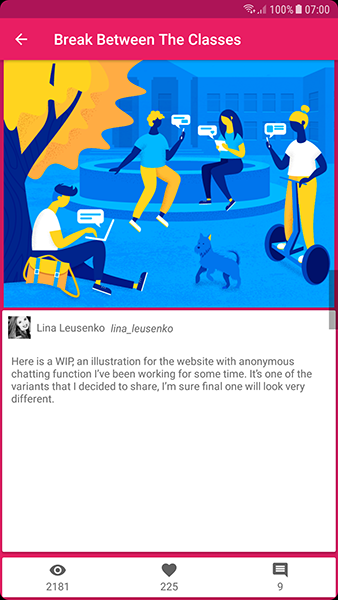 100% 07:00
Break Between The Classes
Lina Leusenko lina_leusenko
Here is a WIP, an illustration for the website with anonymous
chatting function I've been working for some time. It's one of the
variants that I decided to share, I'm sure final one will look very
different.
2181 225 9